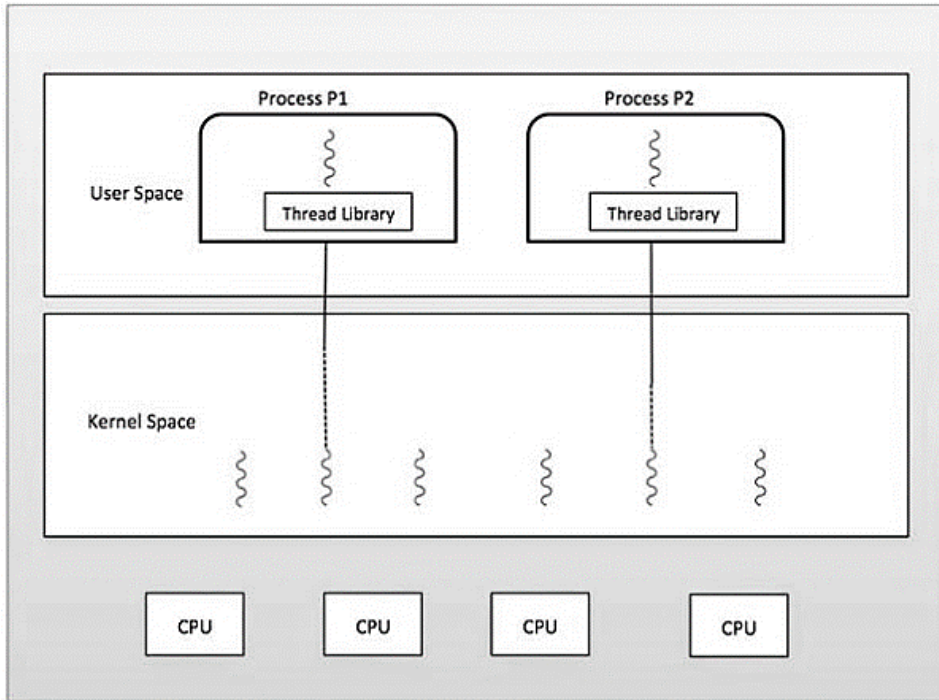 Process P1
Process P2
User Space
Thread Library
Thread Library
Kernel Space
CPU
CPU
CPU
CPU